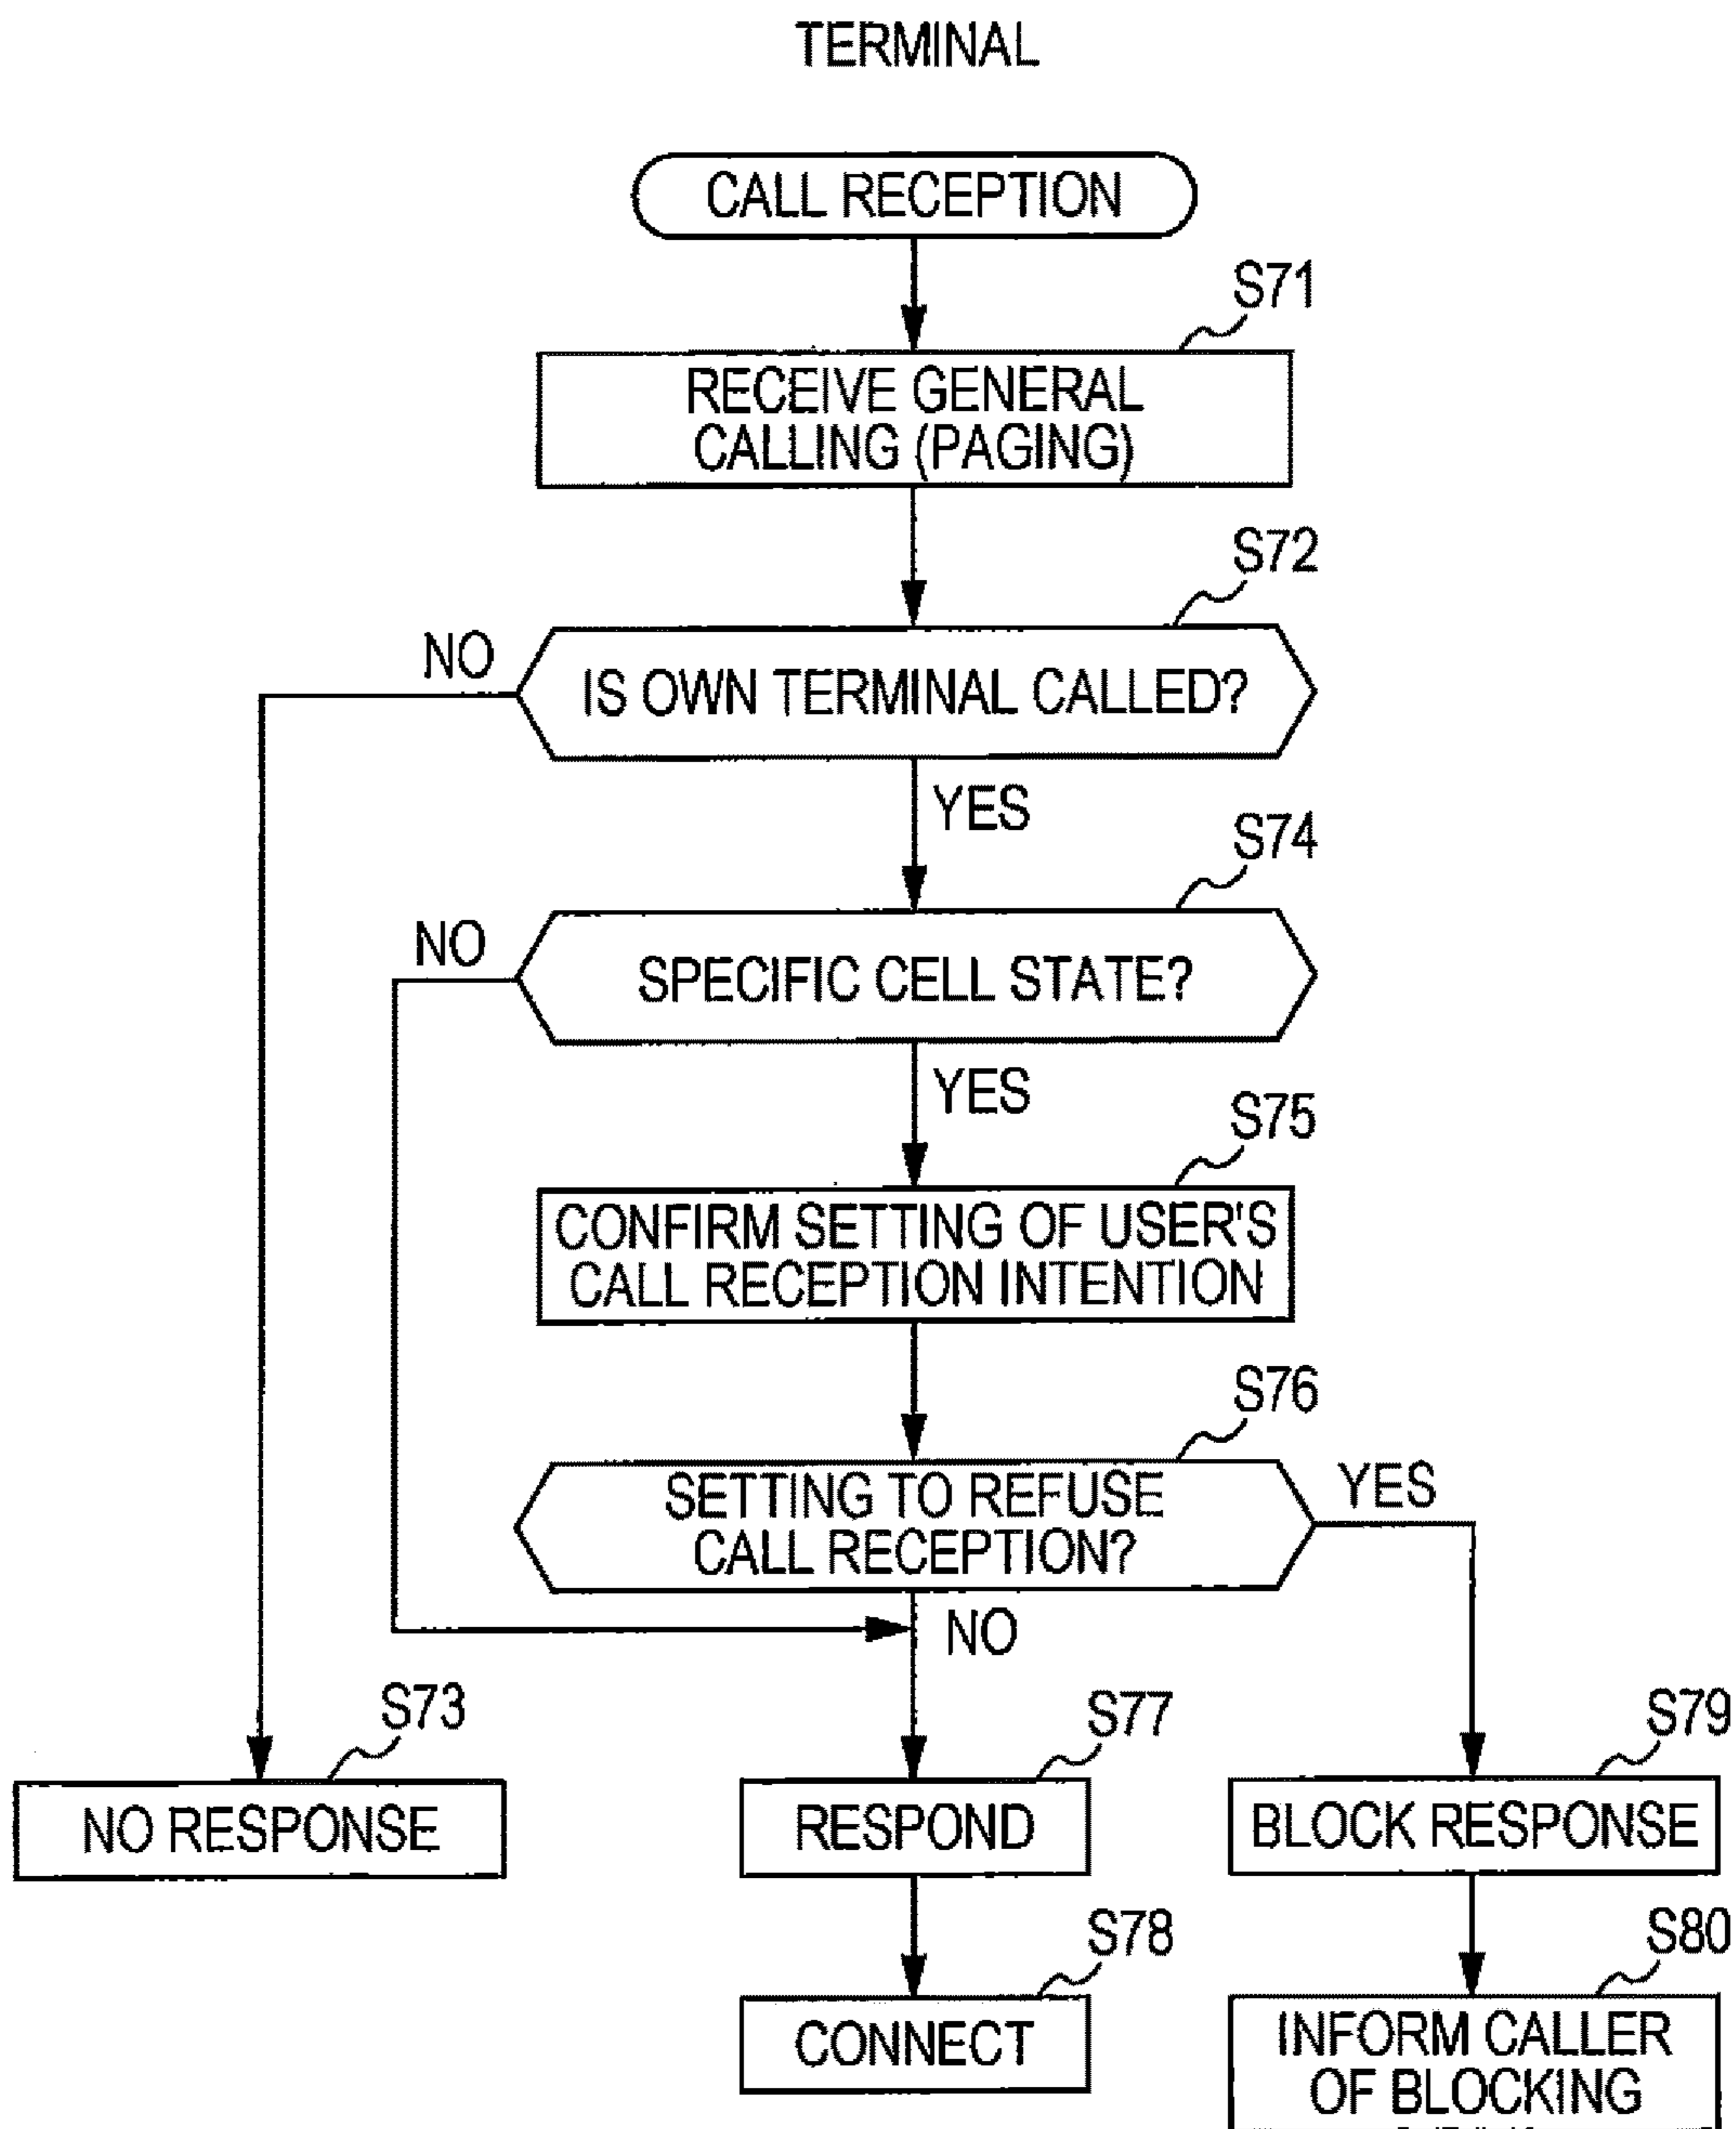 TERMINAL
CALL RECEPTION
S71
RECEIVE GENERAL
CALLING (PAGING)
S72
NO
IS OWN TERMINAL CALLED?
YES
S74
NO
SPECIFIC CELL STATE?
YES
S75
CONFIRM SETTING OF USER'S
CALL RECEPTION INTENTION
S76
SETTING TO REFUSE
CALL RECEPTION?
YES
NO
S73
NO RESPONSE
S77
RESPOND
S79
BLOCK RESPONSE
S78
CONNECT
S80
INFORM CALLER
OF BLOCKING